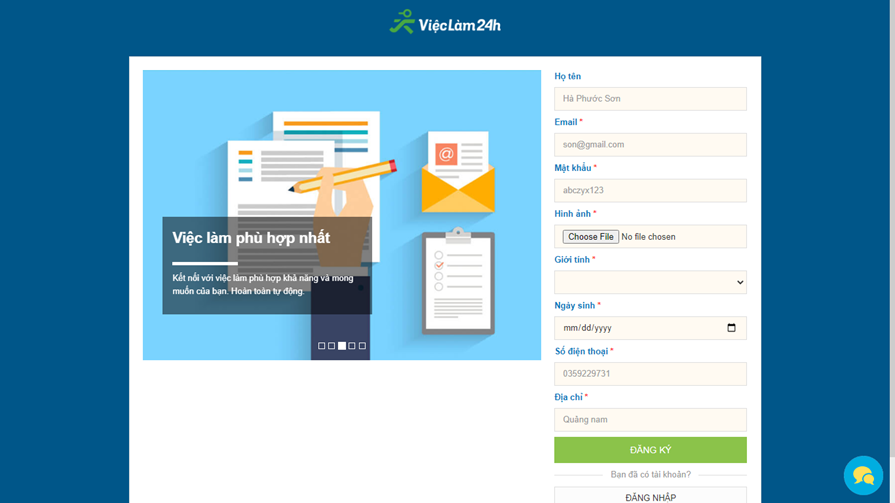 ViệcLàm24h
Việc làm phù hợp nhất
Kết nối với việc làm phù hợp khả năng và mong
muốn của bạn. Hoàn toàn tự động.
Họ tên
Hà Phước Sơn
Email *
son@gmail.com
Mật khẩu *
abczyx123
Hình ảnh *
Choose File No file chosen
Giới tính *
Ngày sinh *
mm/dd/yyyy
Số điện thoại *
0359229731
Địa chỉ *
Quảng nam
ĐĂNG KÝ
Bạn đã có tài khoản?
ĐĂNG NHẬP